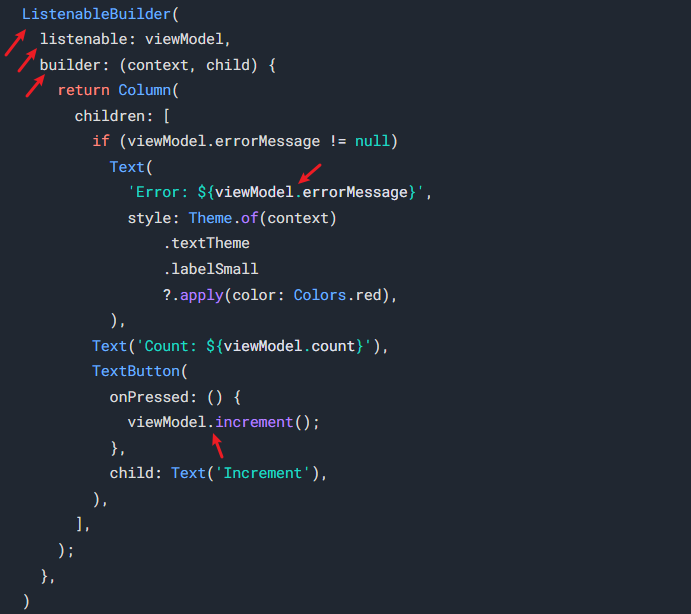 ListenableBuilder(
  listenable: viewModel,
  builder: (context, child) {
    return Column(
      children: [
        if (viewModel.errorMessage != null)
          Text(
            'Error: ${viewModel.errorMessage}',
            style: Theme.of(context)
                .textTheme
                .labelSmall
                ?.apply(color: Colors.red),
          ),
        Text('Count: ${viewModel.count}'),
        TextButton(
          onPressed: () {
            viewModel.increment();
          },
          child: Text('Increment'),
        ),
      ],
    );
  },
)